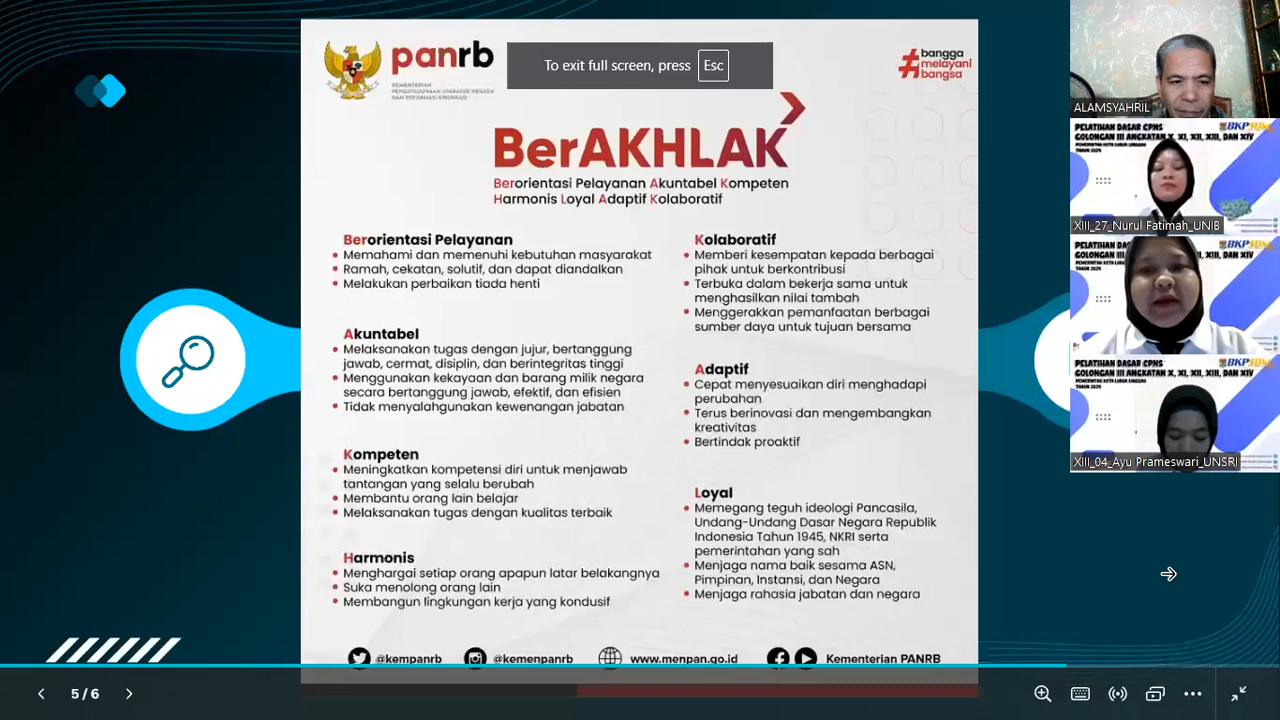 panrb
KEMENTERIAN
PENDAYAGUNAAN APARATUR NEGARA
DAN REFORMASI BIROKRASI
To exit full screen, press Esc
#bangga
melayani
bangsa
BerAKHLAK
Berorientasi Pelayanan Akuntabel Kompeten
Harmonis Loyal Adaptif Kolaboratif
Berorientasi Pelayanan
Memahami dan memenuhi kebutuhan masyarakat
Ramah, cekatan, solutif, dan dapat diandalkan
Melakukan perbaikan tiada henti
Akuntabel
Melaksanakan tugas dengan jujur, bertanggung
jawab, cermat, disiplin, dan berintegritas tinggi
Menggunakan kekayaan dan barang milik negara
secara bertanggung jawab, efektif, dan efisien
Tidak menyalahgunakan kewenangan jabatan
Kompeten
Meningkatkan kompetensi diri untuk menjawab
tantangan yang selalu berubah
Membantu orang lain belajar
Melaksanakan tugas dengan kualitas terbaik
Harmonis
Menghargai setiap orang apapun latar belakangnya
Suka menolong orang lain
Membangun lingkungan kerja yang kondusif
Kolaboratif
Memberi kesempatan kepada berbagai
pihak untuk berkontribusi
Terbuka dalam bekerja sama untuk
menghasilkan nilai tambah
Menggerakkan pemanfaatan berbagai
sumber daya untuk tujuan bersama
Adaptif
Cepat menyesuaikan diri menghadapi
perubahan
Terus berinovasi dan mengembangkan
kreativitas
Bertindak proaktif
Loyal
Memegang teguh ideologi Pancasila,
Undang-Undang Dasar Negara Republik
Indonesia Tahun 1945, NKRI serta
pemerintahan yang sah
Menjaga nama baik sesama ASN,
Pimpinan, Instansi, dan Negara
Menjaga rahasia jabatan dan negara
@kempanrb
@kemenpanrb
www.menpan.go.id
Kementerian PANRB
5 / 6
ALAMSYAHRIL
PELATIHAN DASAR CPNS
GOLONGAN III ANGKATAN X, XI, XII, XIII, DAN XIV
PEMERINTAH KOTA LUBUK LINGGAU
TAHUN 2024
XIII_27_Nurul Fatimah_UNIB
XIII_04_Ayu Prameswari_UNSRI
PELATIHAN DASAR CPNS
GOLONGAN III ANGKATAN X, XI, XII, XIII, DAN XIV